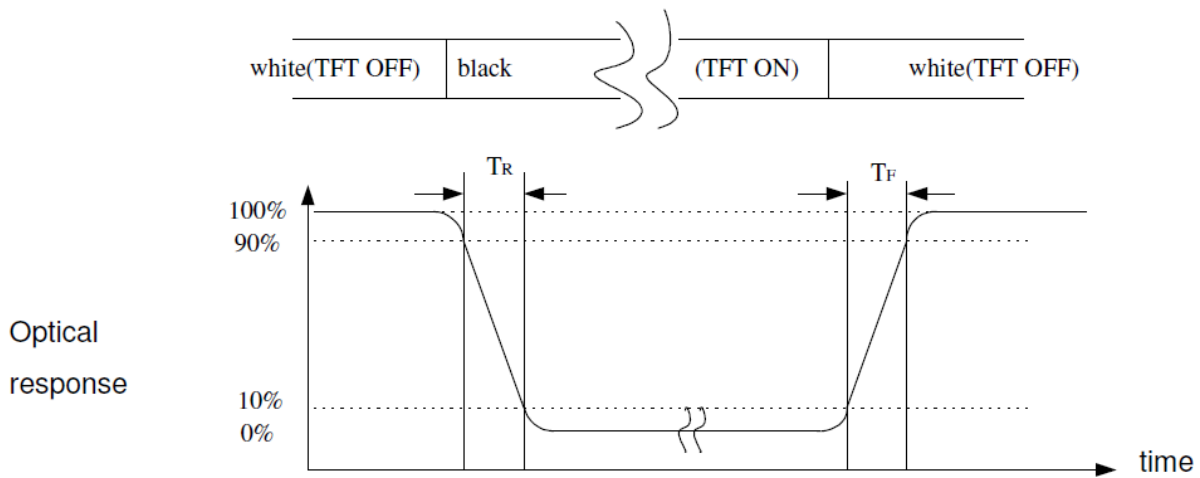 white(TFT OFF) black (TFT ON) white(TFT OFF)
TR TF
100%
90%
Optical
response
10%
0%
time